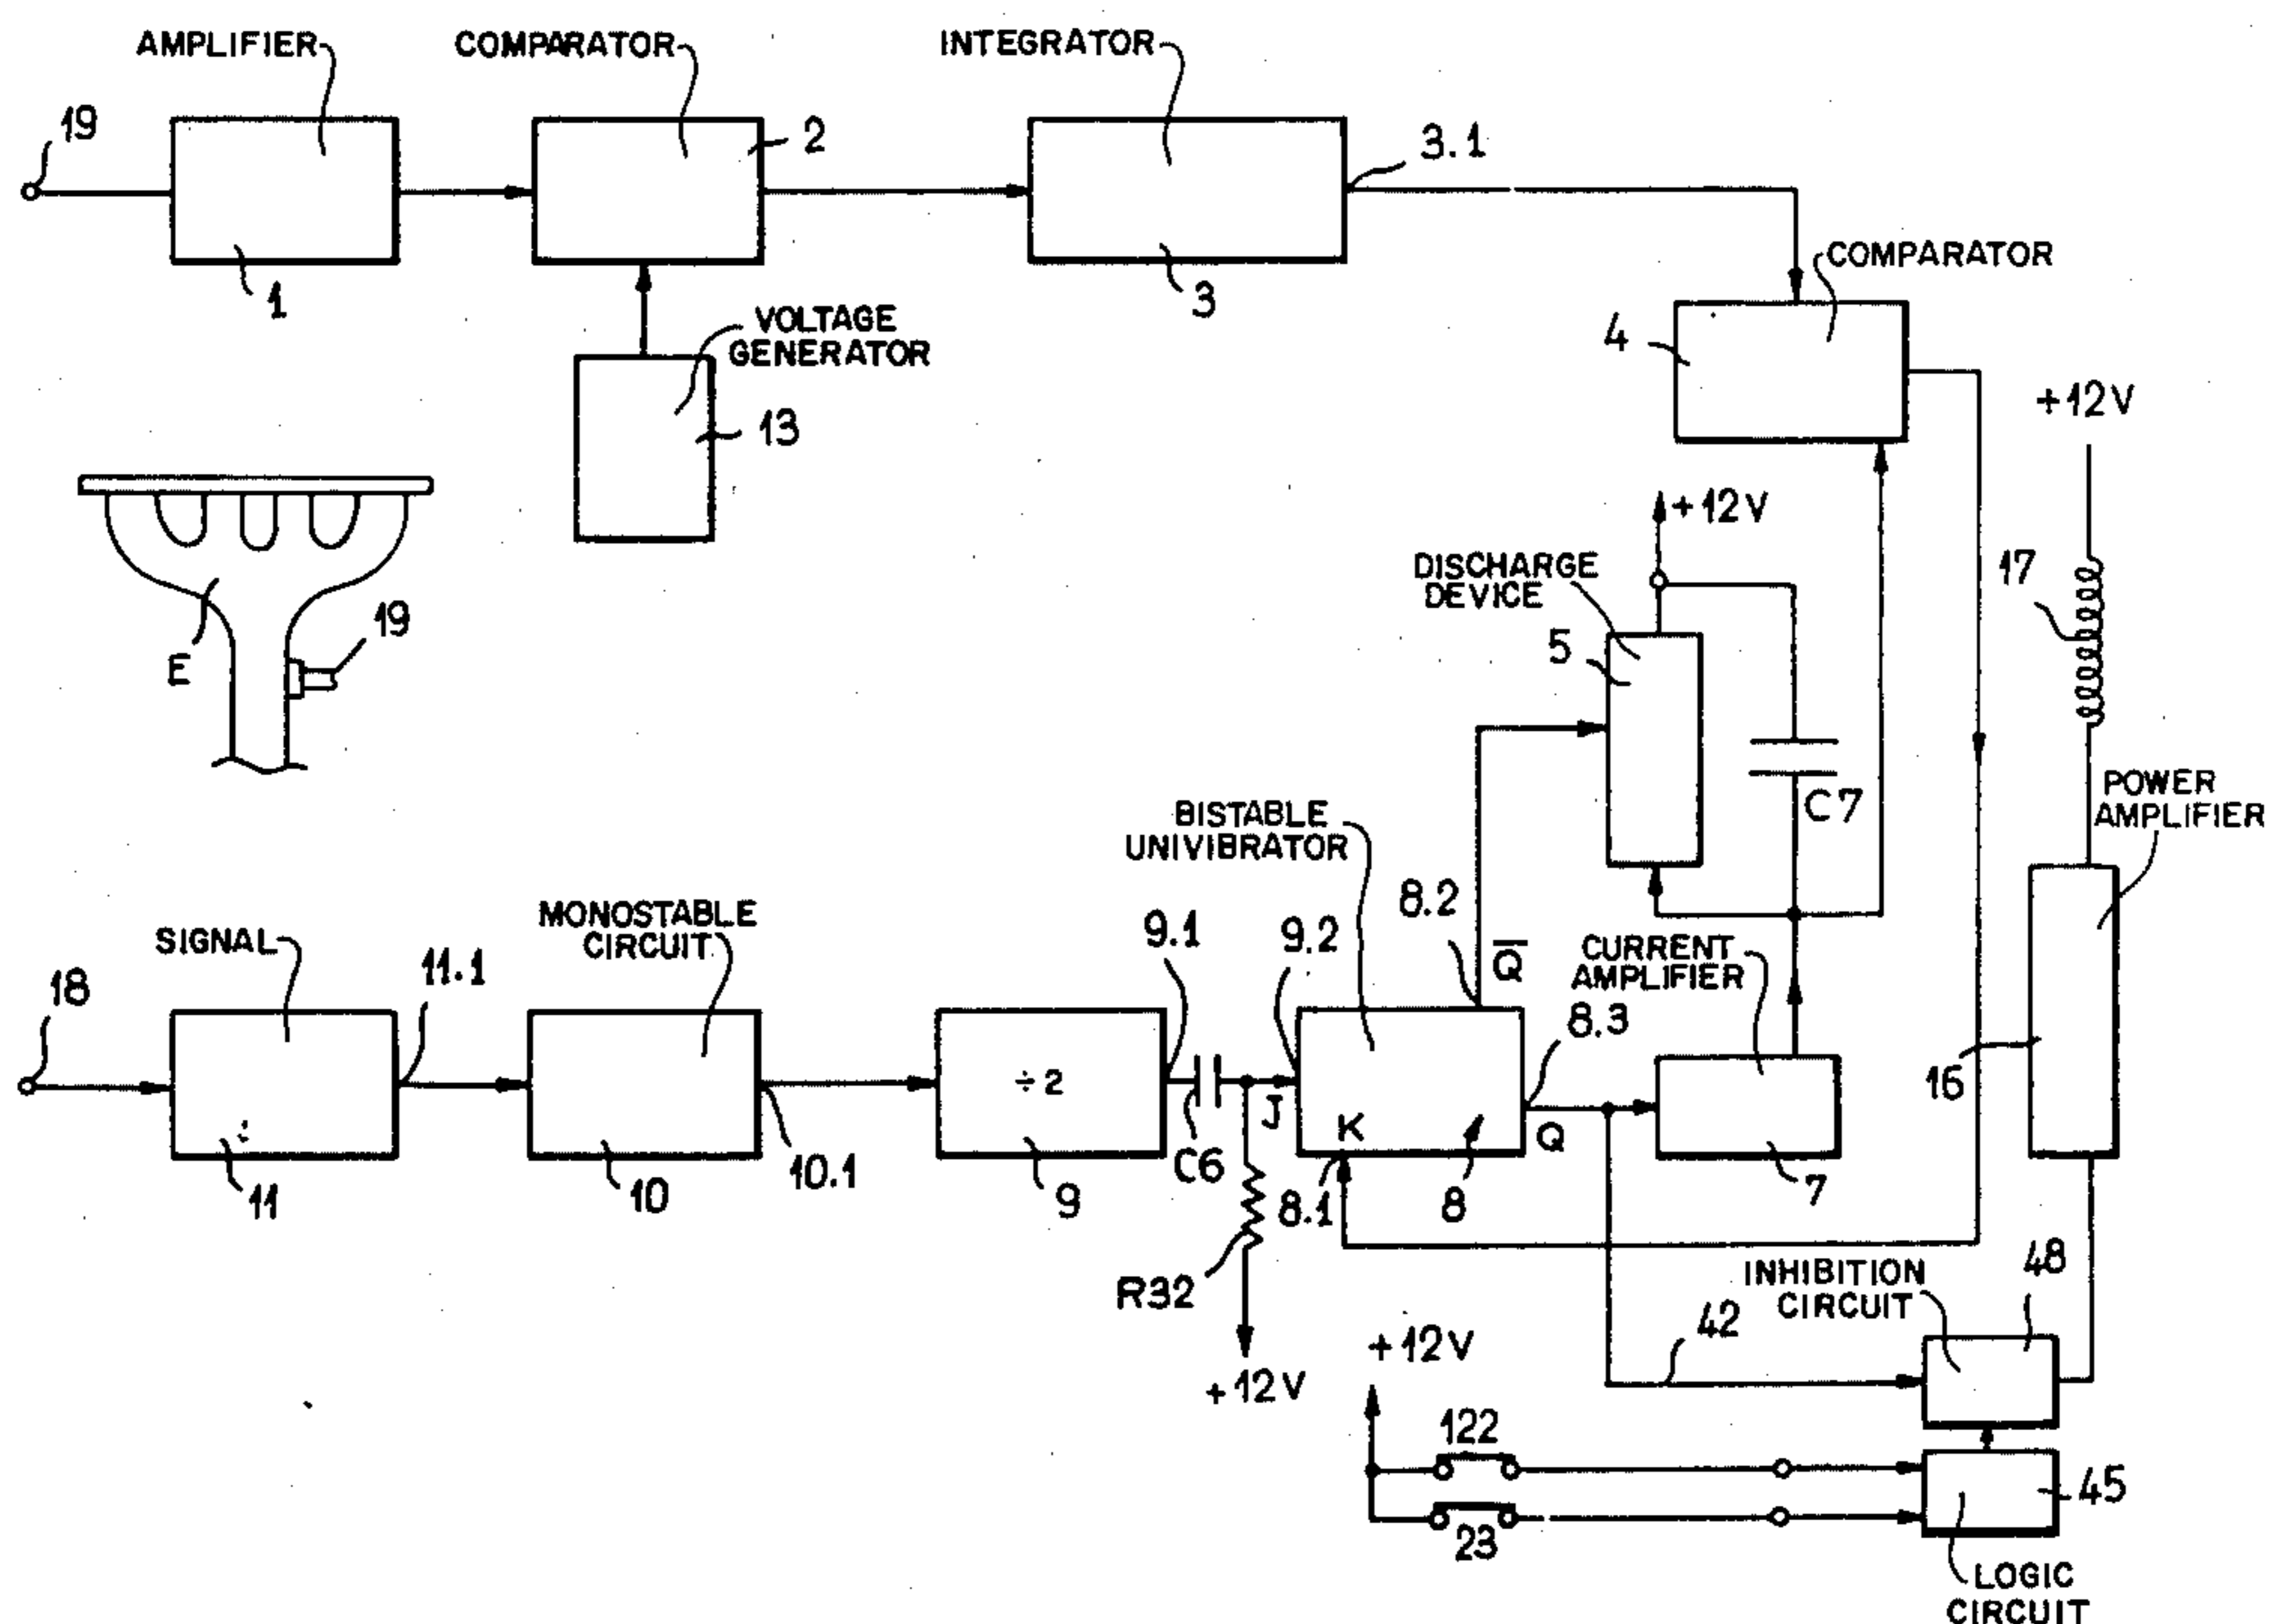 AMPLIFIER
COMPARATOR
INTEGRATOR
19
2
3.1
1
3
COMPARATOR
VOLTAGE
GENERATOR
4
13
+12V
+12V
DISCHARGE
DEVICE
17
5
19
E
POWER
AMPLIFIER
C7
BISTABLE
UNIVIBRATOR
8.2
MONOSTABLE
CIRCUIT
9.1
9.2
SIGNAL
Q
CURRENT
AMPLIFIER
11.1
18
8.3
÷2
16
J
K
Q
C6
11
10
10.1
9
8.1
8
7
R32
INHIBITION
CIRCUIT
48
42
+12V
+12V
122
45
23
LOGIC
CIRCUIT